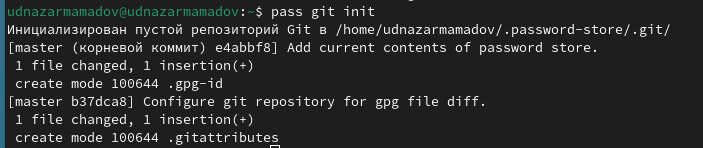 udnazarmamadov@udnazarmamadov:~$ pass git init
Инициализирован пустой репозиторий Git в /home/udnazarmamadov/.password-store/.git/
[master (корневой коммит) e4abbf8] Add current contents of password store.
 1 file changed, 1 insertion(+)
 create mode 100644 .gpg-id
[master b37dca8] Configure git repository for gpg file diff.
 1 file changed, 1 insertion(+)
 create mode 100644 .gitattributes